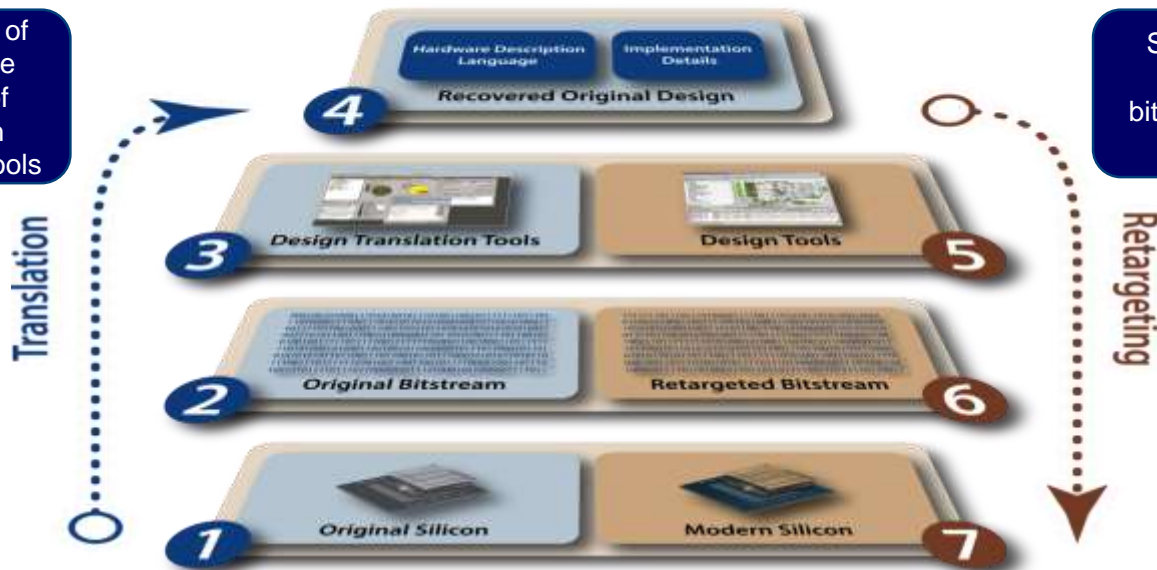 of
e
of
n
ools
S
bit
Hardware Description
Language
Implementation
Details
Recovered Original Design
4
Translation
Retargeting
Design Translation Tools
3
Design Tools
5
Original Bitstream
2
Retargeted Bitstream
6
Original Silicon
1
Modern Silicon
7